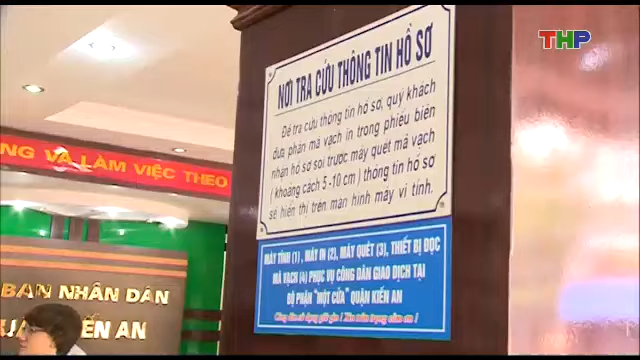 THP
NƠI TRA CỨU THÔNG TIN HỒ SƠ
Để tra cứu thông tin hồ sơ, quý khách
đưa phần mã vạch in trong phiếu biên
nhận hồ sơ soi trước máy quét mã vạch
( khoảng cách 5 -10 cm ) thông tin hồ sơ
sẽ hiển thị trên màn hình máy vi tính.
MÁY TÍNH (1) , MÁY IN (2), MÁY QUÉT (3), THIẾT BỊ ĐỌC
MÃ VẠCH (4) PHỤC VỤ CÔNG DÂN GIAO DỊCH TẠI
BỘ PHẬN "MỘT CỬA" QUẬN KIẾN AN
VÀ LÀM VIỆC THEO
BAN NHÂN DÂN
AN